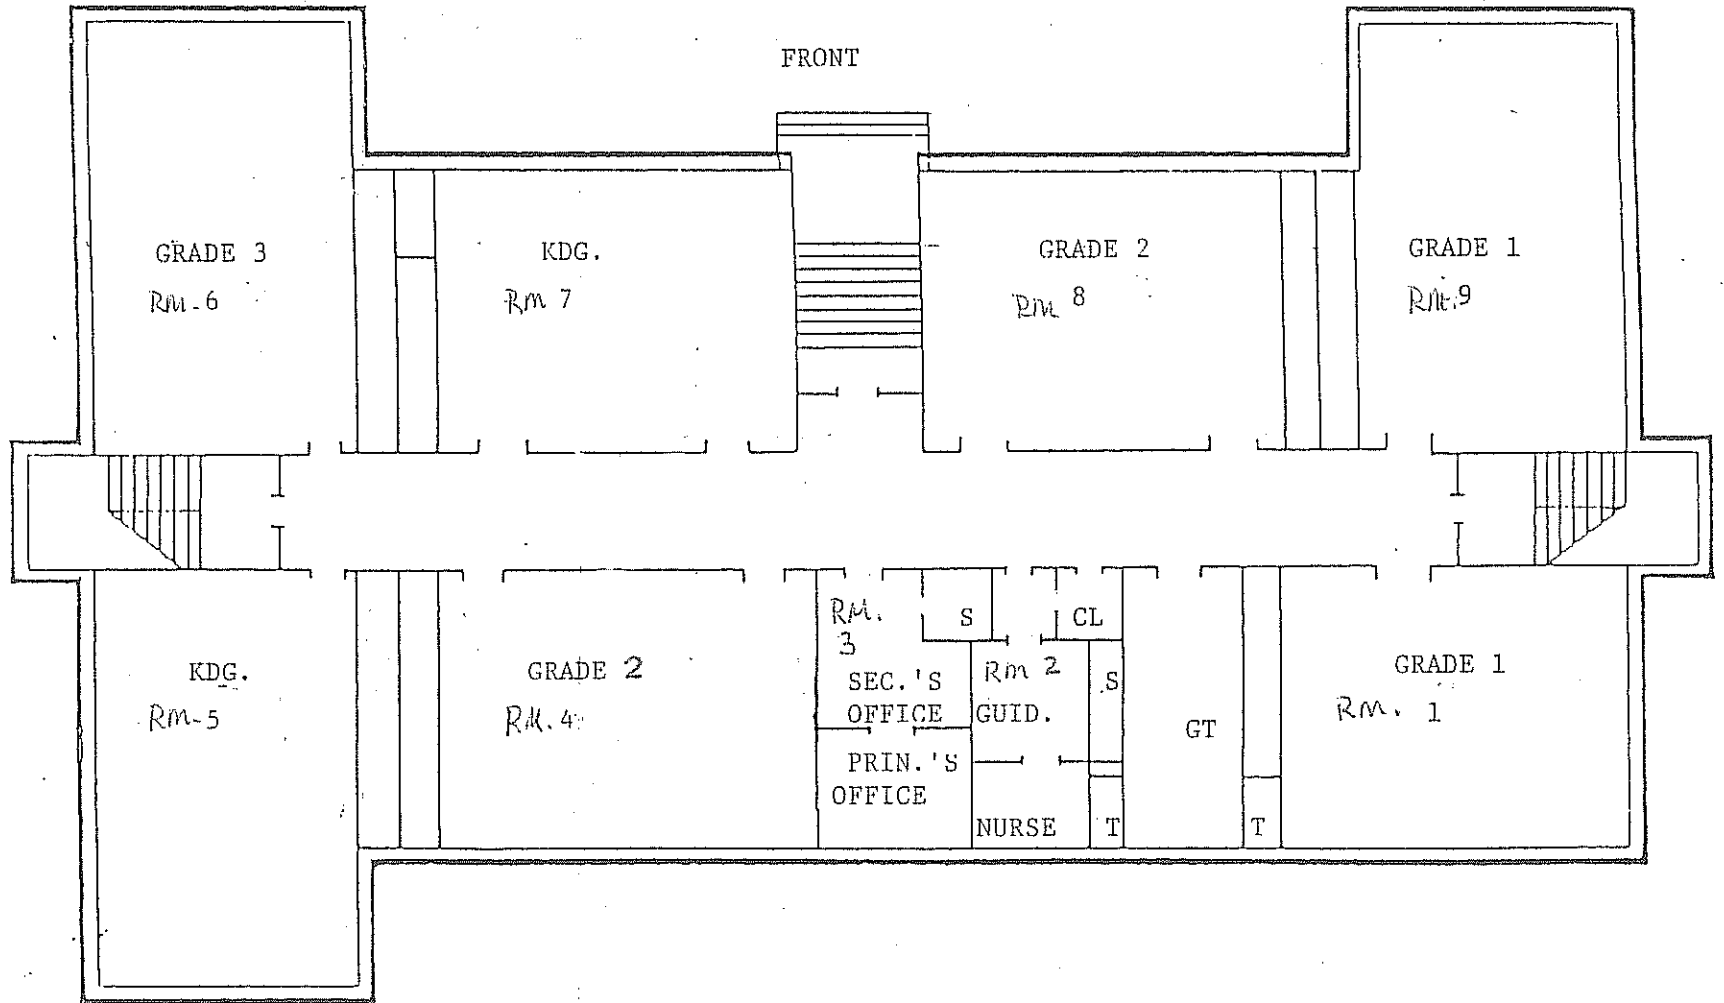 FRONT
GRADE 3
RM. 6
KDG.
RM 7
GRADE 2
RM 8
GRADE 1
RM. 9
KDG.
RM-5
GRADE 2
RM. 4
RM.
3
SEC.'S
OFFICE
PRIN.'S
OFFICE
S
CL
RM 2
GUID.
S
NURSE
T
GT
T
GRADE 1
RM. 1